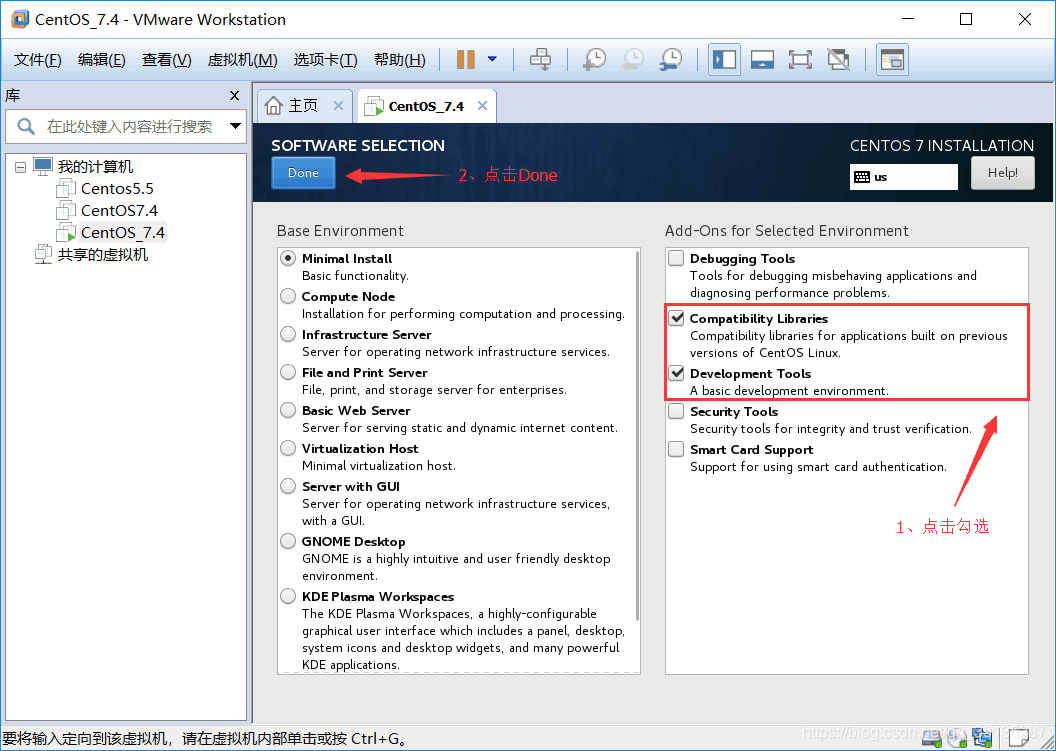 CentOS_7.4 - VMware Workstation
文件(F) 编辑(E) 查看(V) 虚拟机(M) 选项卡(T) 帮助(H)
库
在此处键入内容进行搜索
我的计算机
Centos5.5
CentOS7.4
CentOS_7.4
共享的虚拟机
主页
CentOS_7.4
SOFTWARE SELECTION
Done
2、点击Done
CENTOS 7 INSTALLATION
us
Help!
Base Environment
Minimal Install
Basic functionality.
Compute Node
Installation for performing computation and processing.
Infrastructure Server
Server for operating network infrastructure services.
File and Print Server
File, print, and storage server for enterprises.
Basic Web Server
Server for serving static and dynamic internet content.
Virtualization Host
Minimal virtualization host.
Server with GUI
Server for operating network infrastructure services,
with a GUI.
GNOME Desktop
GNOME is a highly intuitive and user friendly desktop
environment.
KDE Plasma Workspaces
The KDE Plasma Workspaces, a highly-configurable
graphical user interface which includes a panel, desktop,
system icons and desktop widgets, and many powerful
KDE applications.
Add-Ons for Selected Environment
Debugging Tools
Tools for debugging misbehaving applications and
diagnosing performance problems.
Compatibility Libraries
Compatibility libraries for applications built on previous
versions of CentOS Linux.
Development Tools
A basic development environment.
Security Tools
Security tools for integrity and trust verification.
Smart Card Support
Support for using smart card authentication.
1、点击勾选
要将输入定向到该虚拟机，请在虚拟机内部单击或按 Ctrl+G。